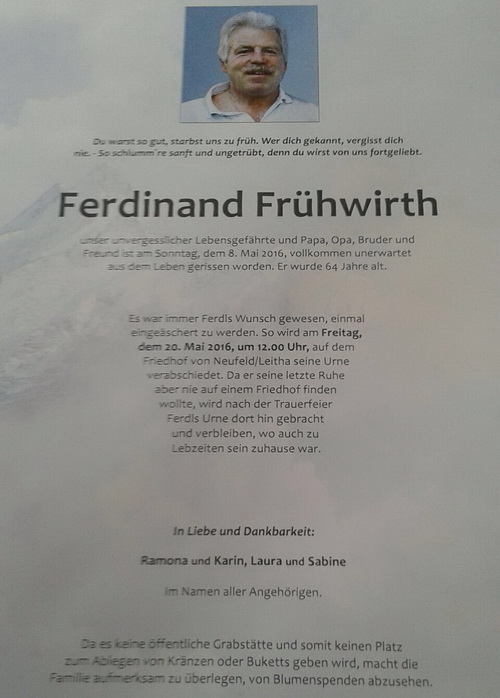 Du warst so gut, starbst uns zu früh. Wer dich gekannt, vergisst dich
nie. - So schlumm're sanft und ungetrübt, denn du wirst von uns fortgeliebt.
Ferdinand Frühwirth
unser unvergesslicher Lebensgefährte und Papa, Opa, Bruder und
Freund ist am Sonntag, dem 8. Mai 2016, vollkommen unerwartet
aus dem Leben gerissen worden. Er wurde 64 Jahre alt.
Es war immer Ferdls Wunsch gewesen, einmal
eingeäschert zu werden. So wird am Freitag,
dem 20. Mai 2016, um 12.00 Uhr, auf dem
Friedhof von Neufeld/Leitha seine Urne
verabschiedet. Da er seine letzte Ruhe
aber nie auf einem Friedhof finden
wollte, wird nach der Trauerfeier
Ferdls Urne dort hin gebracht
und verbleiben, wo auch zu
Lebzeiten sein zuhause war.
In Liebe und Dankbarkeit:
Ramona und Karin, Laura und Sabine
Im Namen aller Angehörigen.
Da es keine öffentliche Grabstätte und somit keinen Platz
zum Ablegen von Kränzen oder Buketts geben wird, macht die
Familie aufmerksam zu überlegen, von Blumenspenden abzusehen.